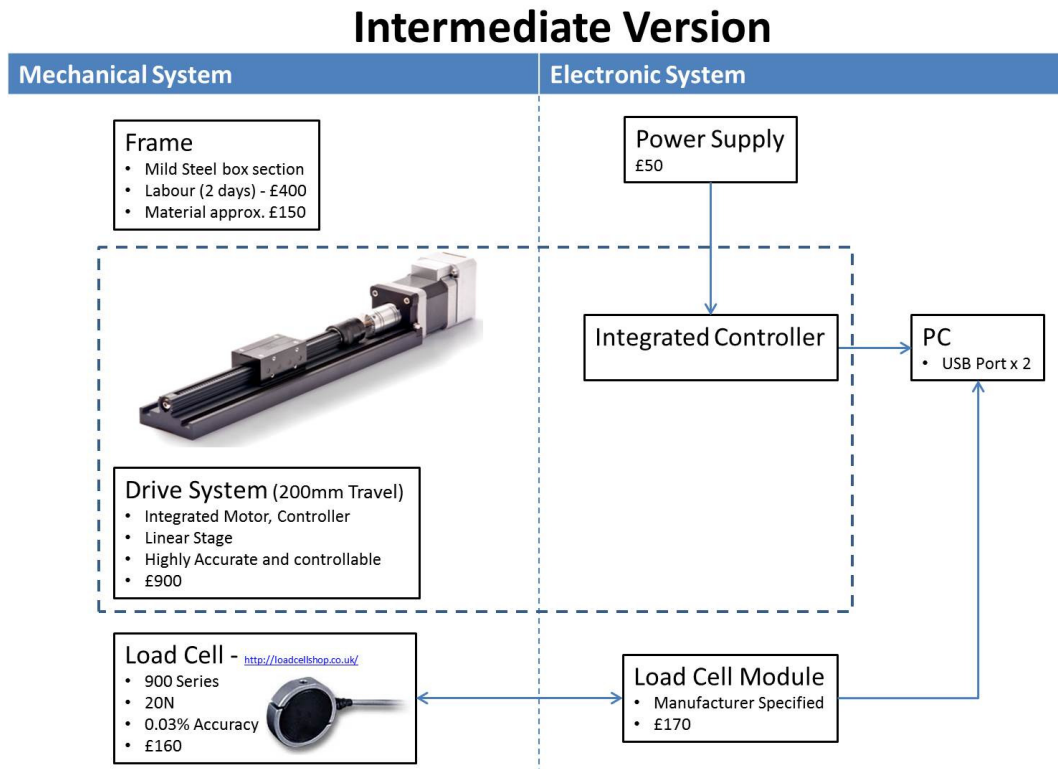 Intermediate Version
Mechanical System
Electronic System
Frame
• Mild Steel box section
• Labour (2 days) - £400
• Material approx. £150
Power Supply
£50
Integrated Controller
PC
• USB Port x 2
Drive System (200mm Travel)
• Integrated Motor, Controller
• Linear Stage
• Highly Accurate and controllable
• £900
Load Cell - http://loadcellshop.co.uk/
• 900 Series
• 20N
• 0.03% Accuracy
• £160
Load Cell Module
• Manufacturer Specified
• £170